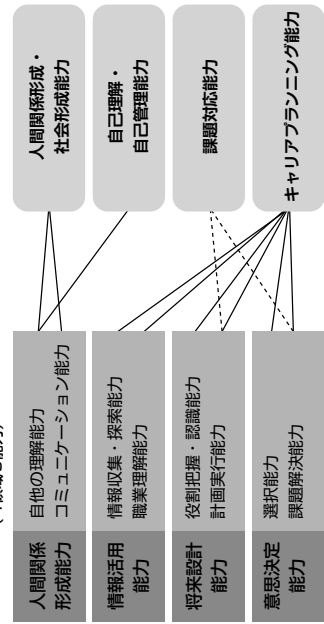 人間関係
形成能力
自他の理解能力
コミュニケーション能力
情報活用
能力
情報収集・探索能力
職業理解能力
将来設計
能力
役割把握・認識能力
計画実行能力
意思決定
能力
選択能力
課題解決能力
人間関係形成・
社会形成能力
自己理解・
自己管理能力
課題対応能力
キャリアプランニング能力